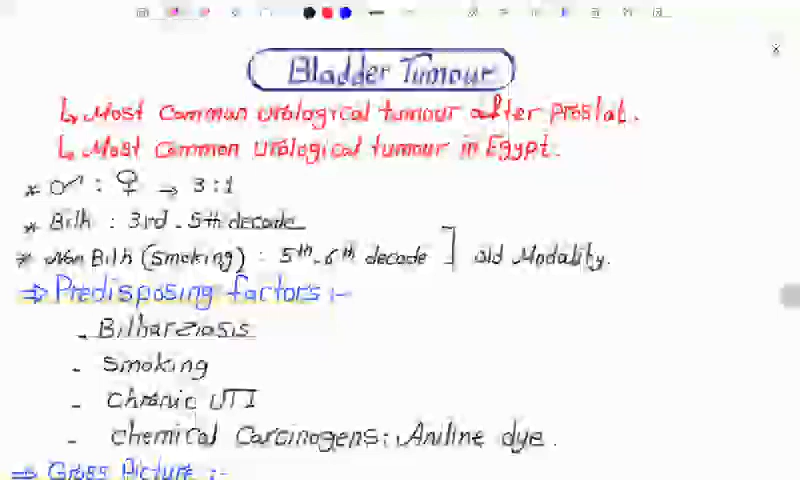 Bladder Tumour
↳ Most Common urological tumour after prostat.
↳ Most Common urological tumour in Egypt.
* ♂ : ♀ → 3 : 1
* Bilh : 3rd - 5th decade
* Non Bilh (Smoking) : 5th - 6th decade ] old Modality.
⇒ Predisposing factors :-
- Bilharziosis
- Smoking
- Chronic UTI
- Chemical Carcinogens : Aniline dye.
⇒ Gross Picture :-